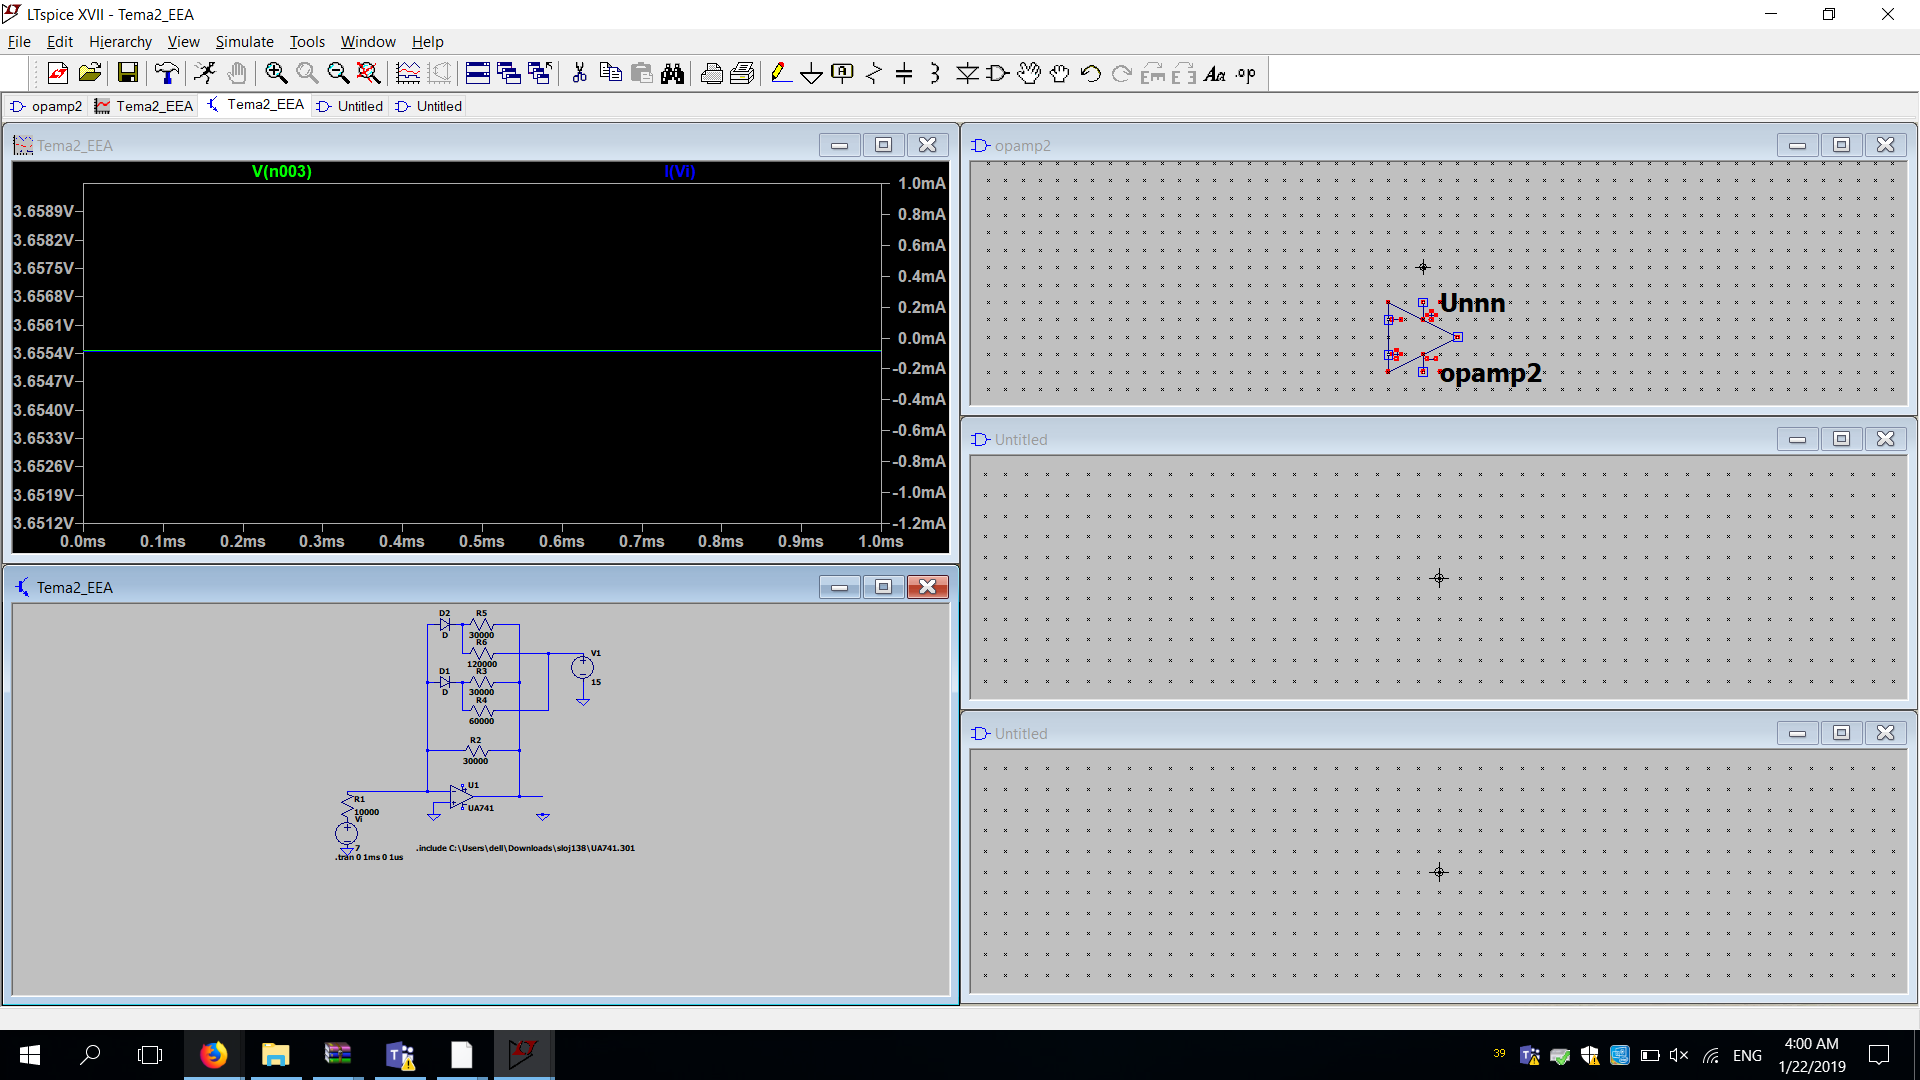 LTspice XVII - Tema2_EEA
File Edit Hierarchy View Simulate Tools Window Help
Aa .op
opamp2 Tema2_EEA Tema2_EEA Untitled Untitled
Tema2_EEA
V(n003) I(Vi)
3.6589V
3.6582V
3.6575V
3.6568V
3.6561V
3.6554V
3.6547V
3.6540V
3.6533V
3.6526V
3.6519V
3.6512V
1.0mA
0.8mA
0.6mA
0.4mA
0.2mA
0.0mA
-0.2mA
-0.4mA
-0.6mA
-0.8mA
-1.0mA
-1.2mA
0.0ms 0.1ms 0.2ms 0.3ms 0.4ms 0.5ms 0.6ms 0.7ms 0.8ms 0.9ms 1.0ms
opamp2
Unnn
opamp2
Untitled
Untitled
Tema2_EEA
D2 R5
D 30000
R6
120000
V1
15
D1 R3
D 30000
R4
60000
R2
30000
U1
UA741
R1
10000
Vi
7
.tran 0 1ms 0 1us
.include C:\Users\dell\Downloads\sloj138\UA741.301
39 ENG 4:00 AM
1/22/2019